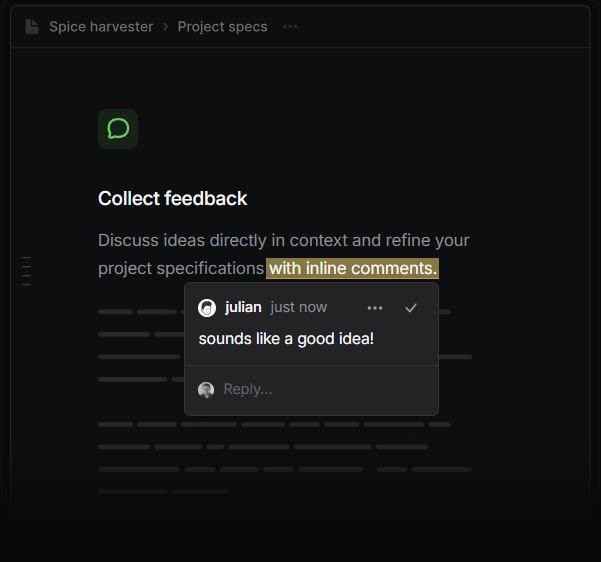 Spice harvester › Project specs ...
Collect feedback
Discuss ideas directly in context and refine your
project specifications with inline comments.
julian just now
sounds like a good idea!
Reply...